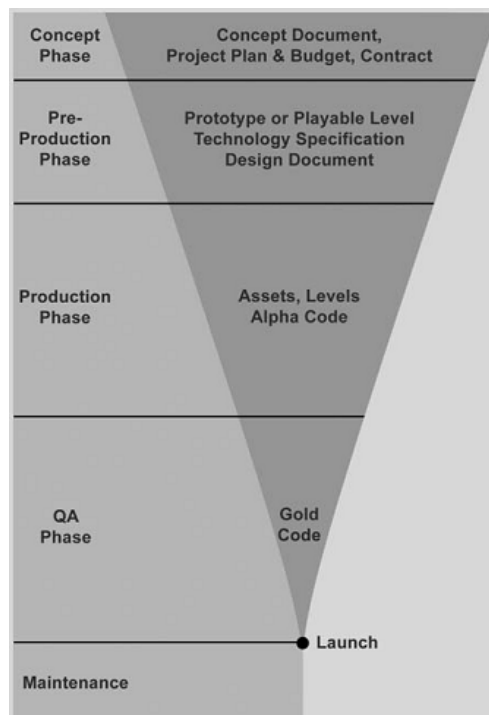 Concept
Phase
Concept Document,
Project Plan & Budget, Contract
Pre-
Production
Phase
Prototype or Playable Level
Technology Specification
Design Document
Production
Phase
Assets, Levels
Alpha Code
QA
Phase
Gold
Code
Launch
Maintenance